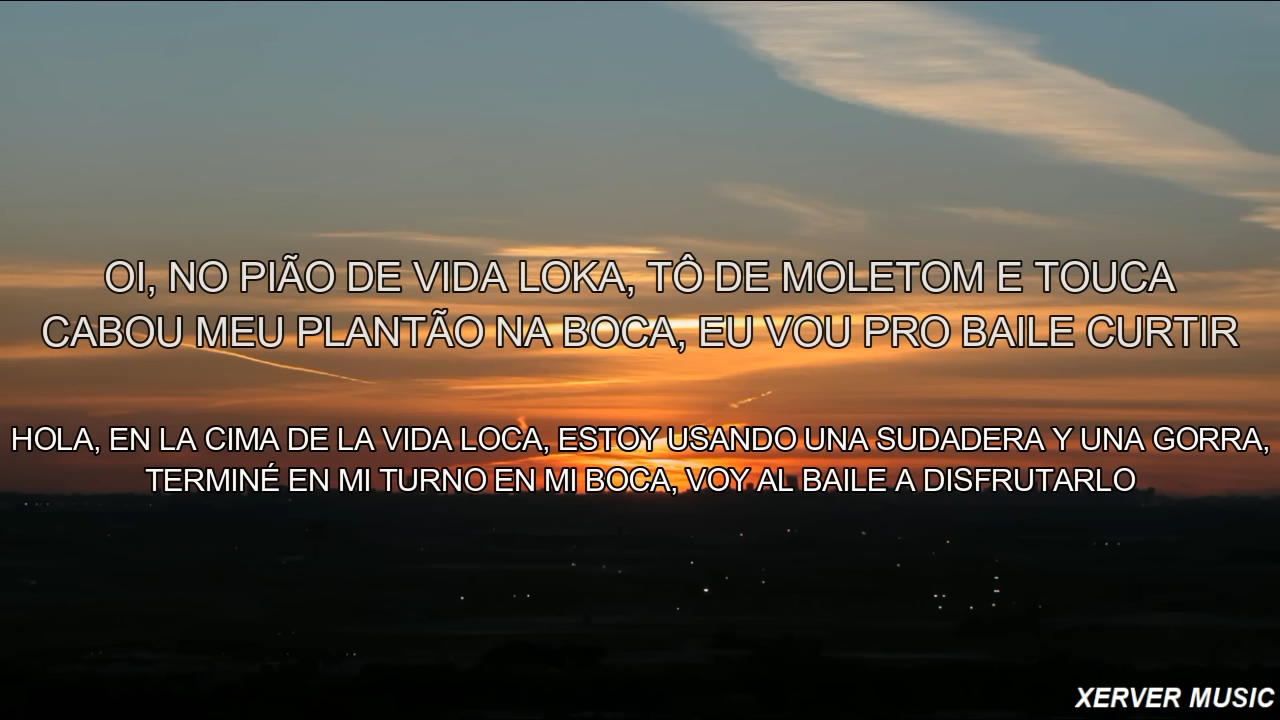 OI, NO PIÃO DE VIDA LOKA, TÔ DE MOLETOM E TOUCA
CABOU MEU PLANTÃO NA BOCA, EU VOU PRO BAILE CURTIR
HOLA, EN LA CIMA DE LA VIDA LOCA, ESTOY USANDO UNA SUDADERA Y UNA GORRA,
TERMINÉ EN MI TURNO EN MI BOCA, VOY AL BAILE A DISFRUTARLO
XERVER MUSIC